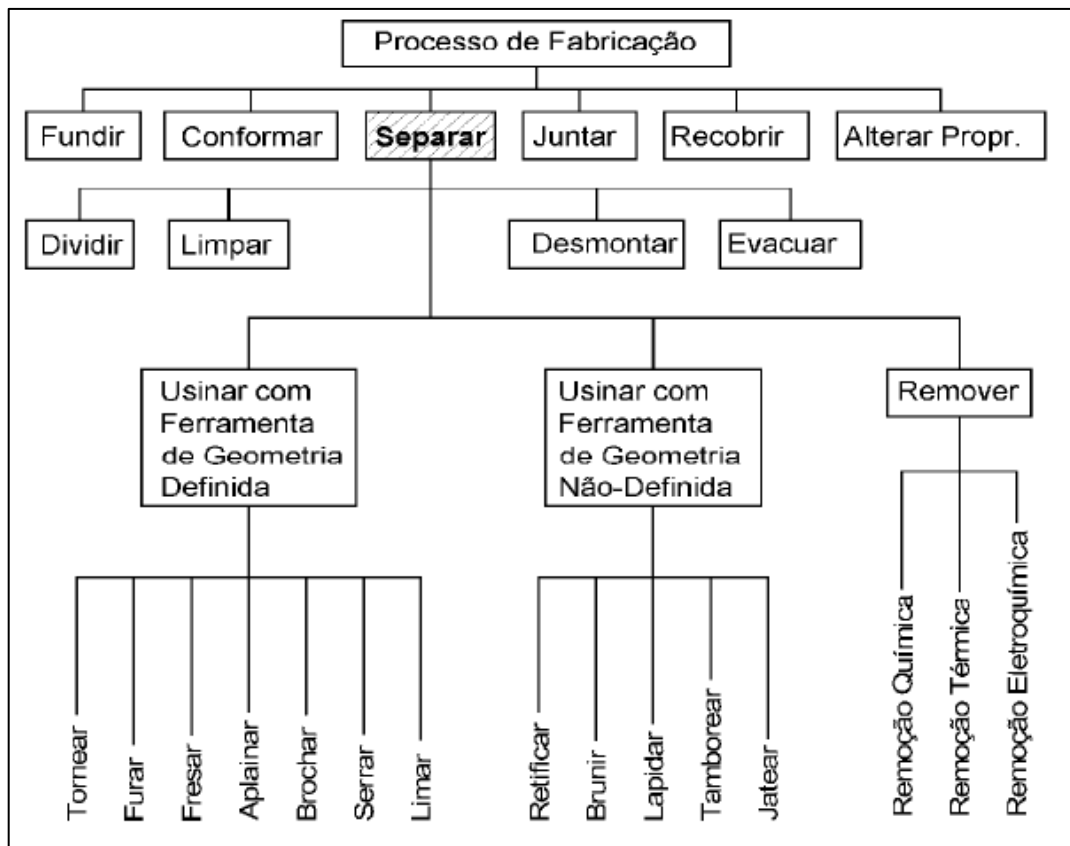 Processo de Fabricação
Fundir
Conformar
Separar
Juntar
Recobrir
Alterar Propr.
Dividir
Limpar
Desmontar
Evacuar
Usinar com
Ferramenta
de Geometria
Definida
Usinar com
Ferramenta
de Geometria
Não-Definida
Remover
Tornear
Furar
Fresar
Aplainar
Brochar
Serrar
Limar
Retificar
Brunir
Lapidar
Tamborear
Jatear
Remoção Química
Remoção Térmica
Remoção Eletroquímica